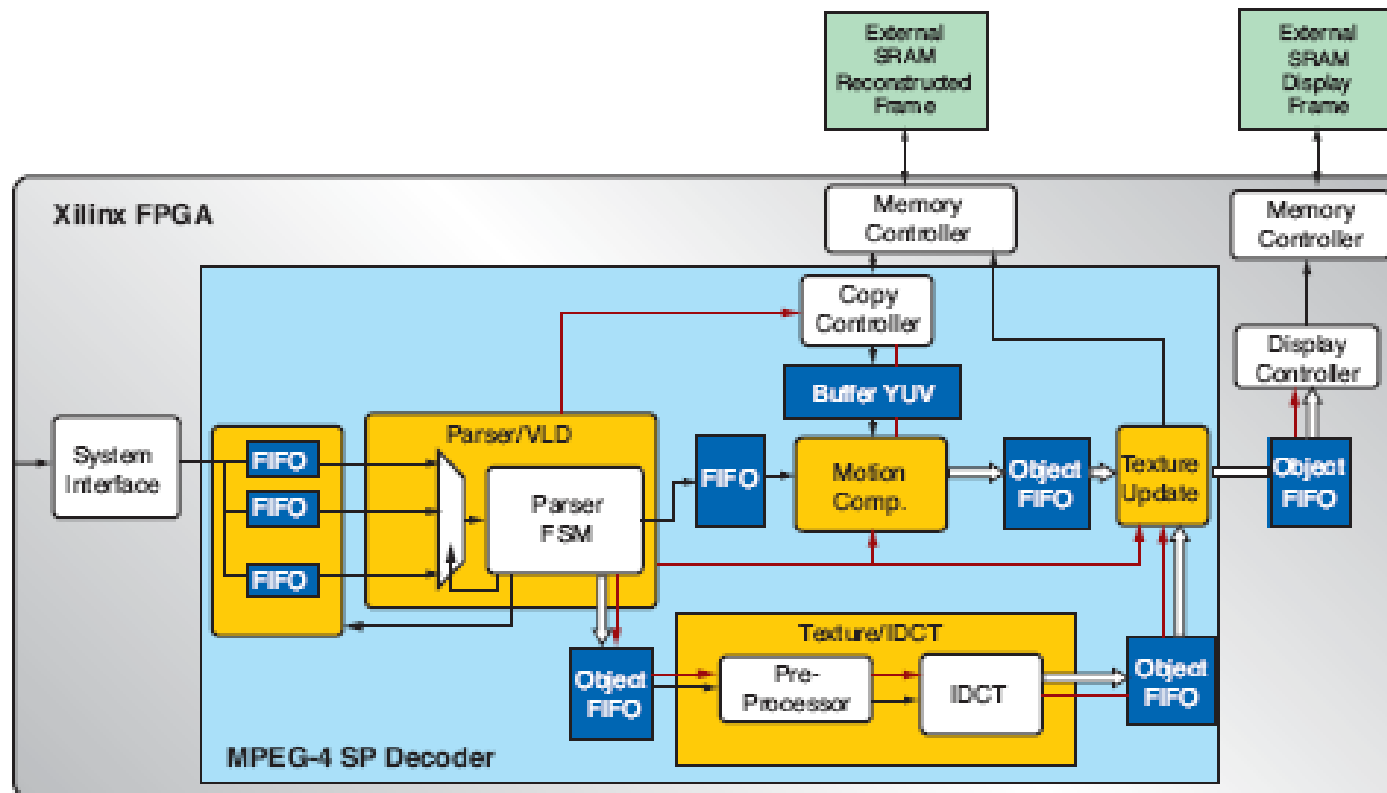 External
SRAM
Reconstructed
Frame
External
SRAM
Display
Frame
Xilinx FPGA
Memory
Controller
Memory
Controller
Copy
Controller
Display
Controller
Buffer YUV
System
Interface
FIFO
FIFO
FIFO
Parser/VLD
Parser
FSM
FIFO
Motion
Comp.
Object
FIFO
Texture
Update
Object
FIFO
Object
FIFO
Texture/IDCT
Pre-
Processor
IDCT
Object
FIFO
MPEG-4 SP Decoder